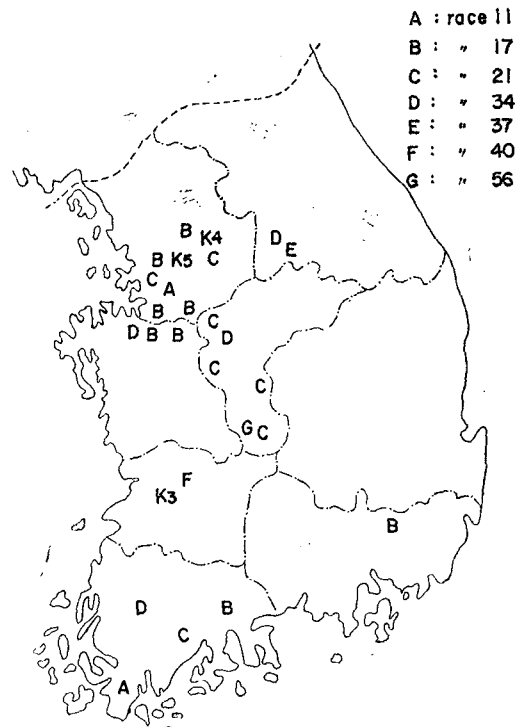 A : race 11
B : " 17
C : " 21
D : " 34
E : " 37
F : " 40
G : " 56
B K4 D E
B K5 C
C A
B B C
D B B D
C C
G C
F
K3
B
D B
C
A